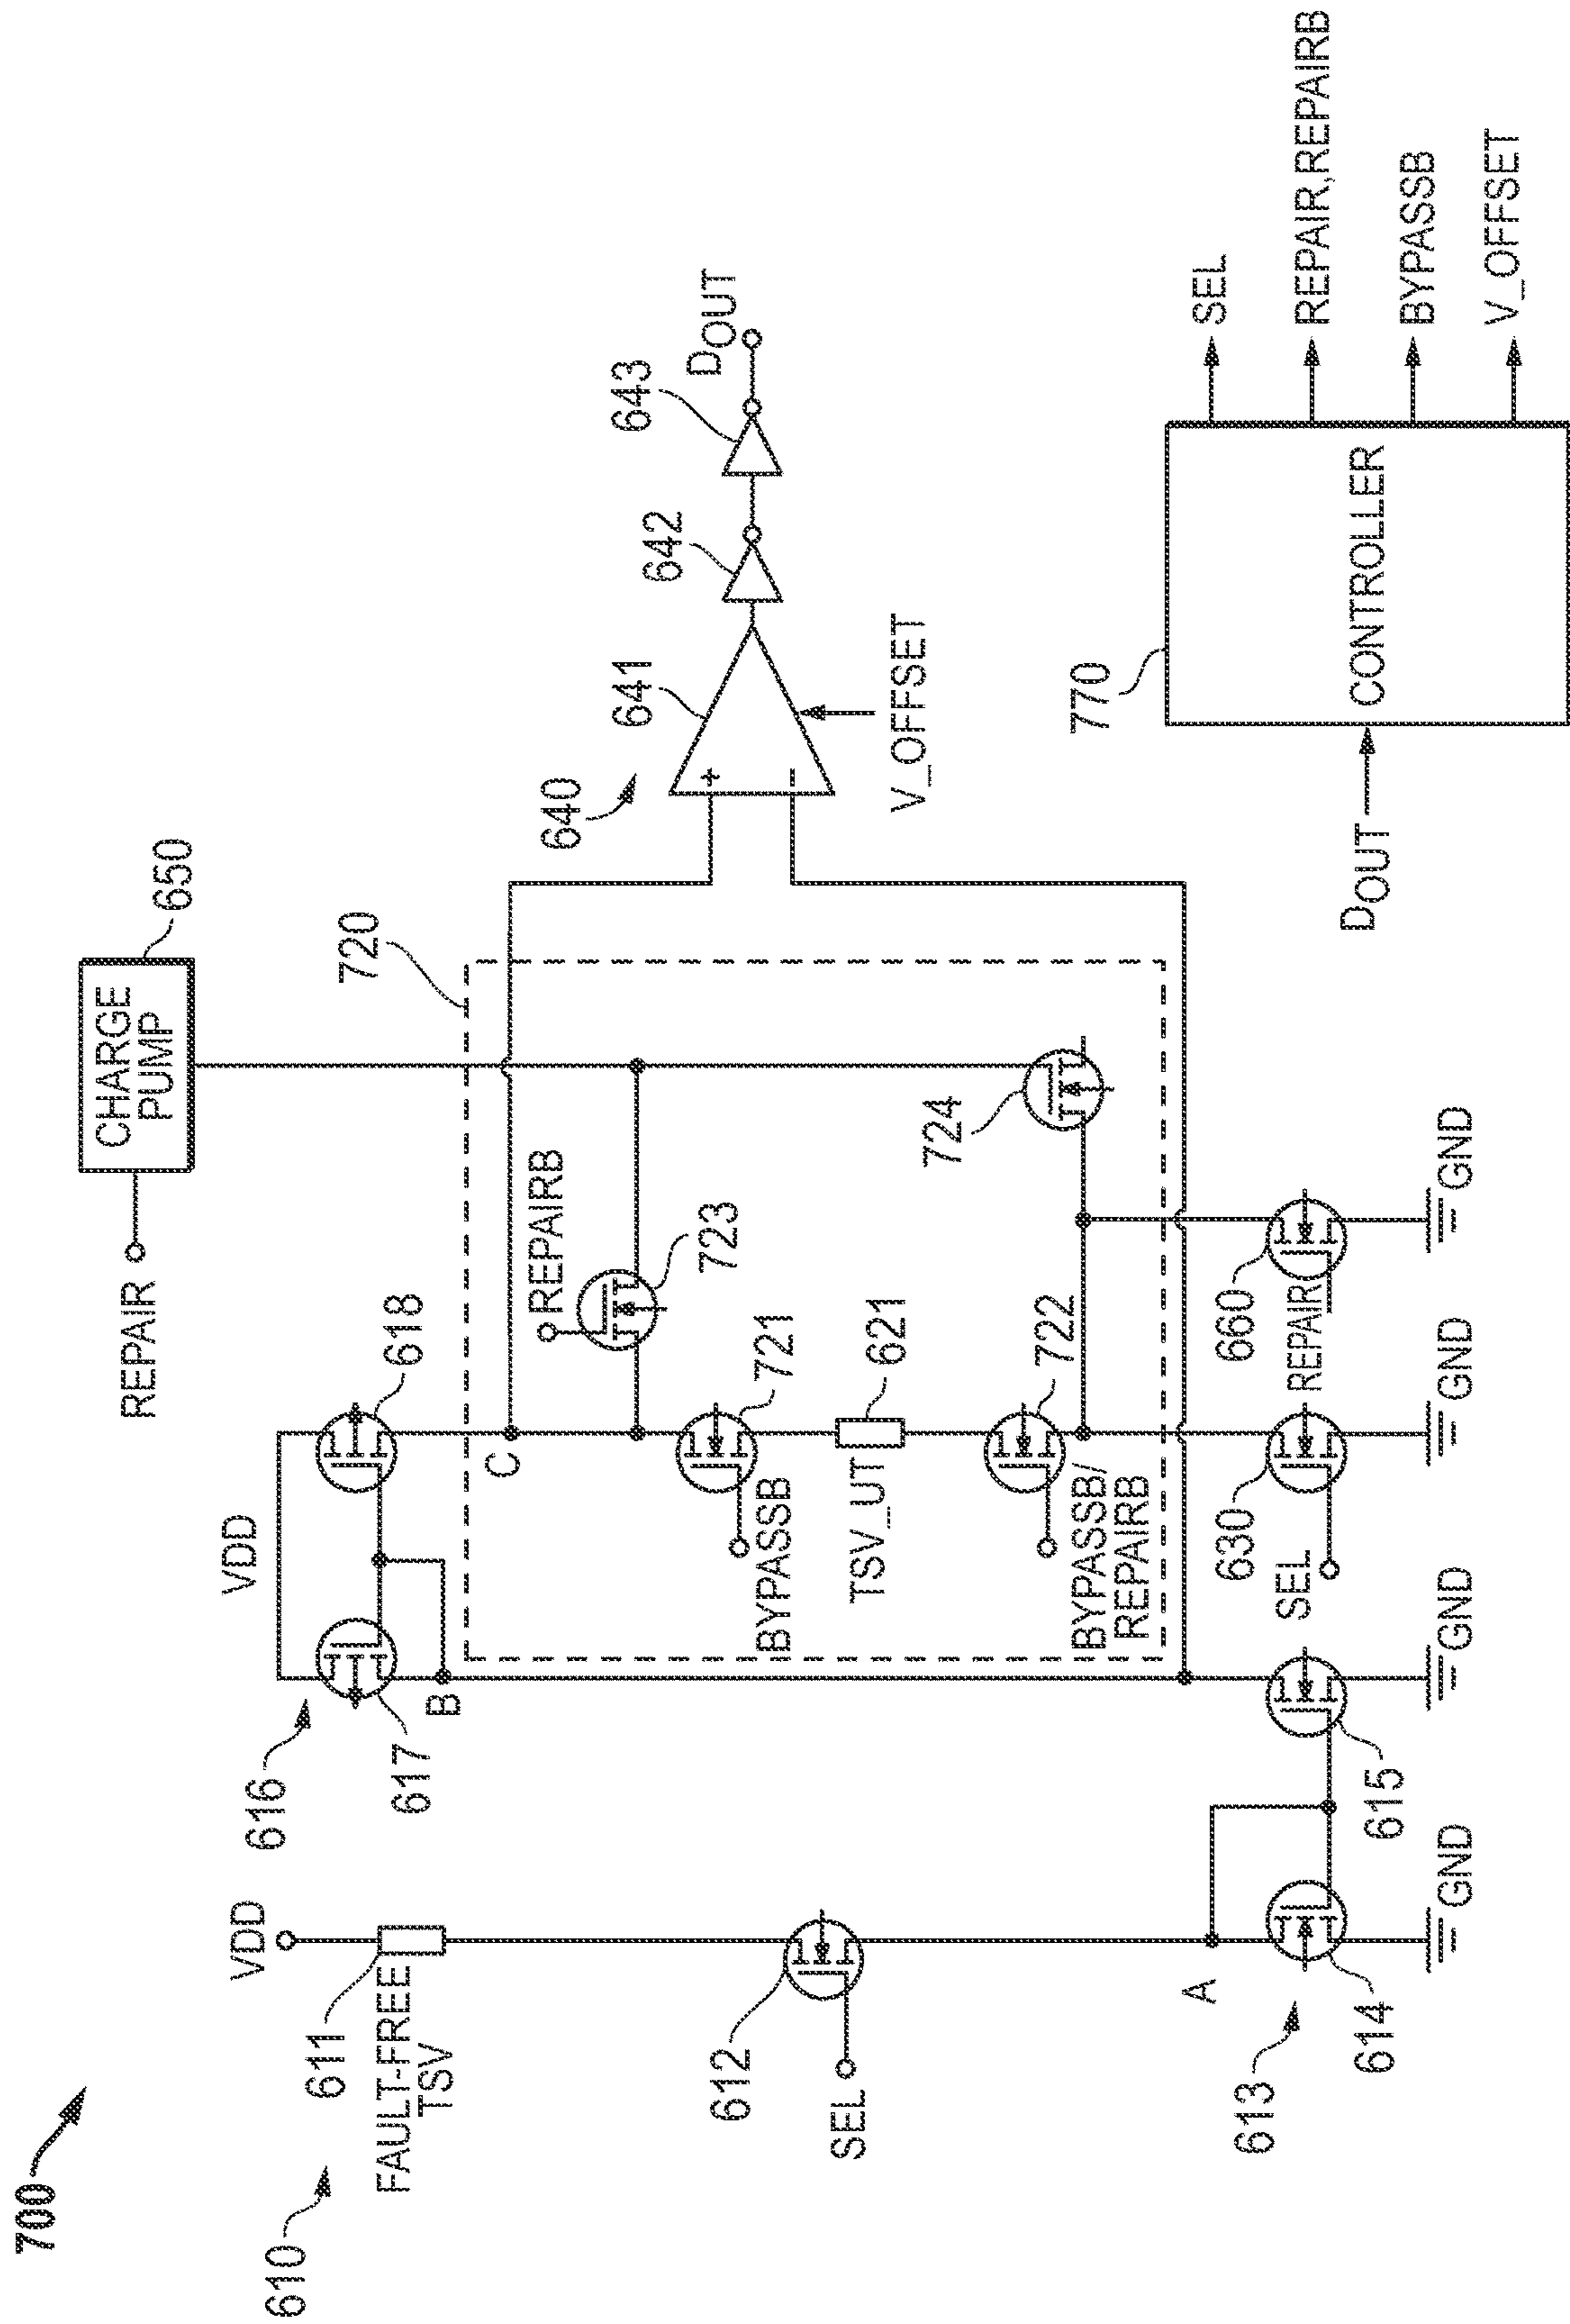 700
610
VDD
611
FAULT-FREE
TSV
612
SEL
A
613
614
GND
616
617
VDD
B
615
GND
REPAIR
CHARGE
PUMP
650
618
C
720
REPAIRB
723
721
BYPASSB
TSV_UT
621
722
BYPASSB/
REPAIRB
724
630
SEL
GND
660
REPAIR
GND
640
641
642
643
DOUT
V_OFFSET
770
DOUT
CONTROLLER
SEL
REPAIR,REPAIRB
BYPASSB
V_OFFSET